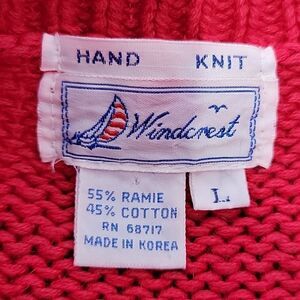 HAND KNIT
Windcrest
55% RAMIE
45% COTTON
RN 68717
MADE IN KOREA
L